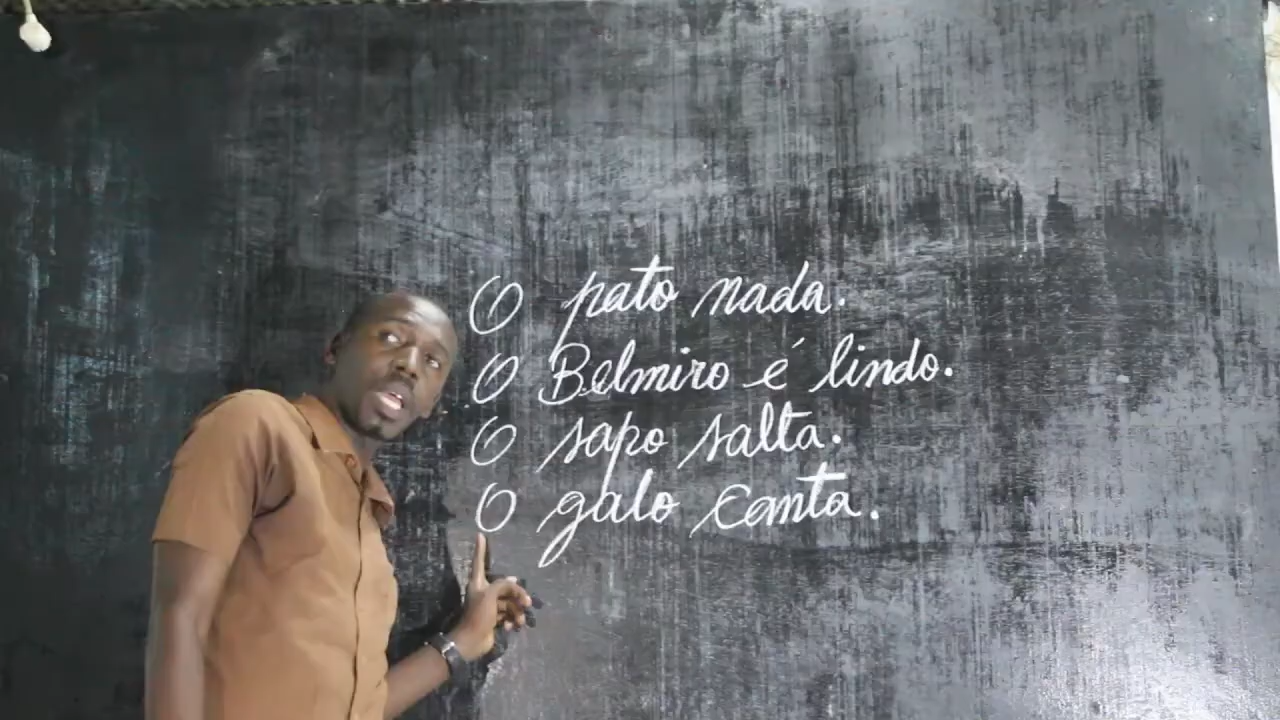 O pato nada.
O Belmiro é lindo.
O sapo salta.
O galo canta.